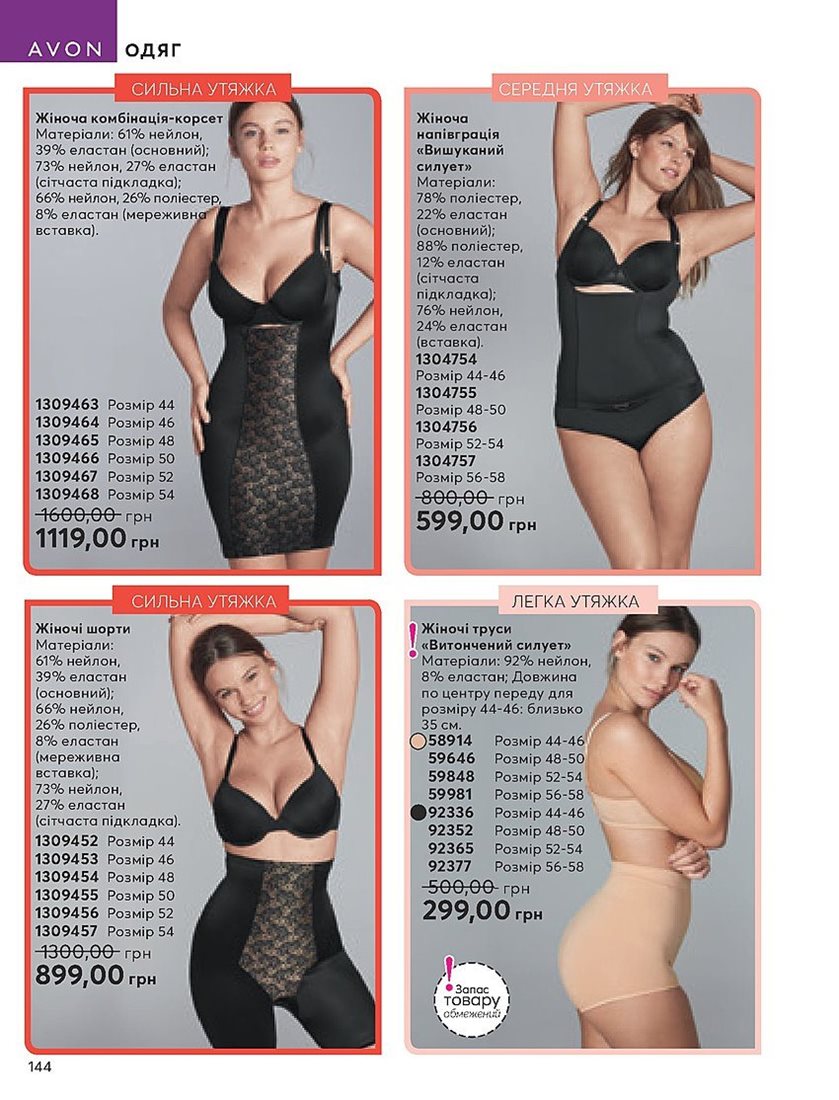 AVON
ОДЯГ
СИЛЬНА УТЯЖКА
Жіноча комбінація-корсет
Матеріали: 61% нейлон,
39% еластан (основний);
73% нейлон, 27% еластан
(сітчаста підкладка);
66% нейлон, 26% поліестер,
8% еластан (мереживна
вставка).
1309463 Розмір 44
1309464 Розмір 46
1309465 Розмір 48
1309466 Розмір 50
1309467 Розмір 52
1309468 Розмір 54
1600,00 грн
1119,00 грн
СЕРЕДНЯ УТЯЖКА
Жіноча
напівграція
«Вишуканий
силует»
Матеріали:
78% поліестер,
22% еластан
(основний);
88% поліестер,
12% еластан
(сітчаста
підкладка);
76% нейлон,
24% еластан
(вставка).
1304754
Розмір 44-46
1304755
Розмір 48-50
1304756
Розмір 52-54
1304757
Розмір 56-58
800,00 грн
599,00 грн
СИЛЬНА УТЯЖКА
Жіночі шорти
Матеріали:
61% нейлон,
39% еластан
(основний);
66% нейлон,
26% поліестер,
8% еластан
(мереживна
вставка);
73% нейлон,
27% еластан
(сітчаста підкладка).
1309452 Розмір 44
1309453 Розмір 46
1309454 Розмір 48
1309455 Розмір 50
1309456 Розмір 52
1309457 Розмір 54
1300,00 грн
899,00 грн
ЛЕГКА УТЯЖКА
! Жіночі труси
«Витончений силует»
Матеріали: 92% нейлон,
8% еластан; Довжина
по центру переду для
розміру 44-46: близько
35 см.
58914 Розмір 44-46
59646 Розмір 48-50
59848 Розмір 52-54
59981 Розмір 56-58
92336 Розмір 44-46
92352 Розмір 48-50
92365 Розмір 52-54
92377 Розмір 56-58
500,00 грн
299,00 грн
! Запас
товару
обмежений
144